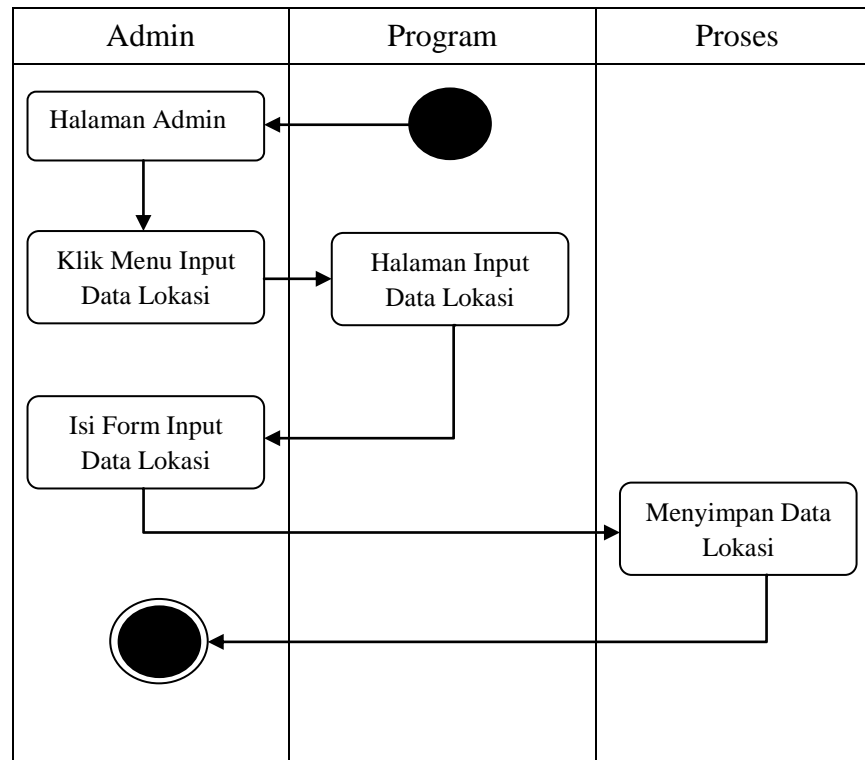 Admin
Program
Proses
Halaman Admin
Klik Menu Input
Data Lokasi
Halaman Input
Data Lokasi
Isi Form Input
Data Lokasi
Menyimpan Data
Lokasi